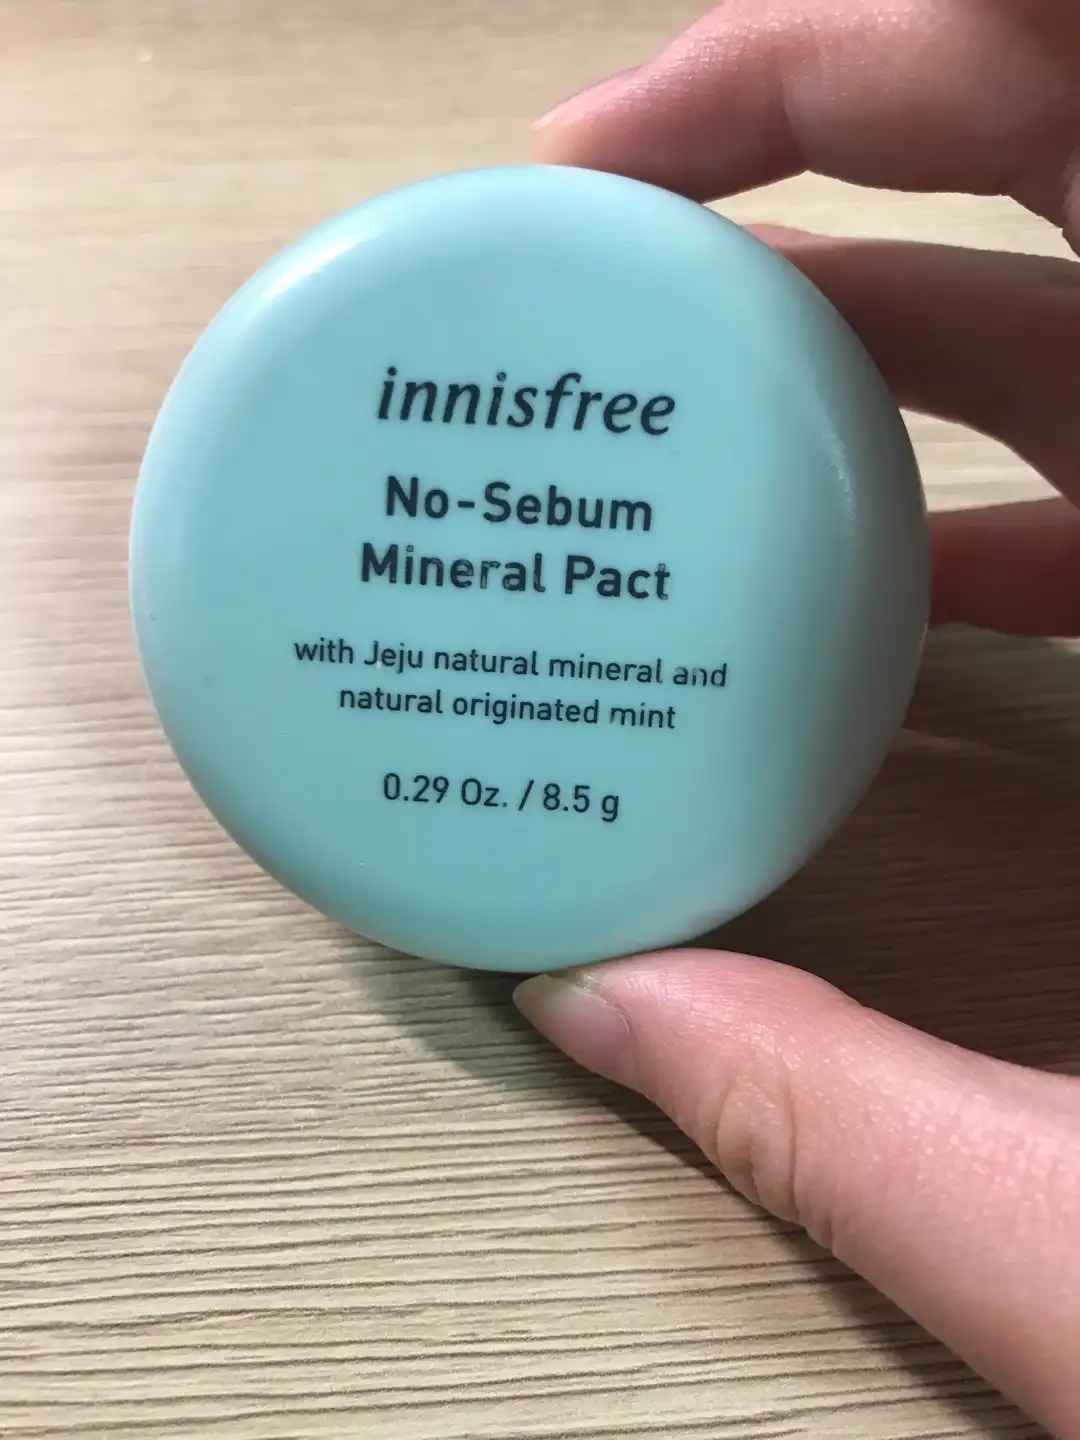 innisfree
No-Sebum
Mineral Pact
with Jeju natural mineral and
natural originated mint
0.29 Oz. / 8.5 g